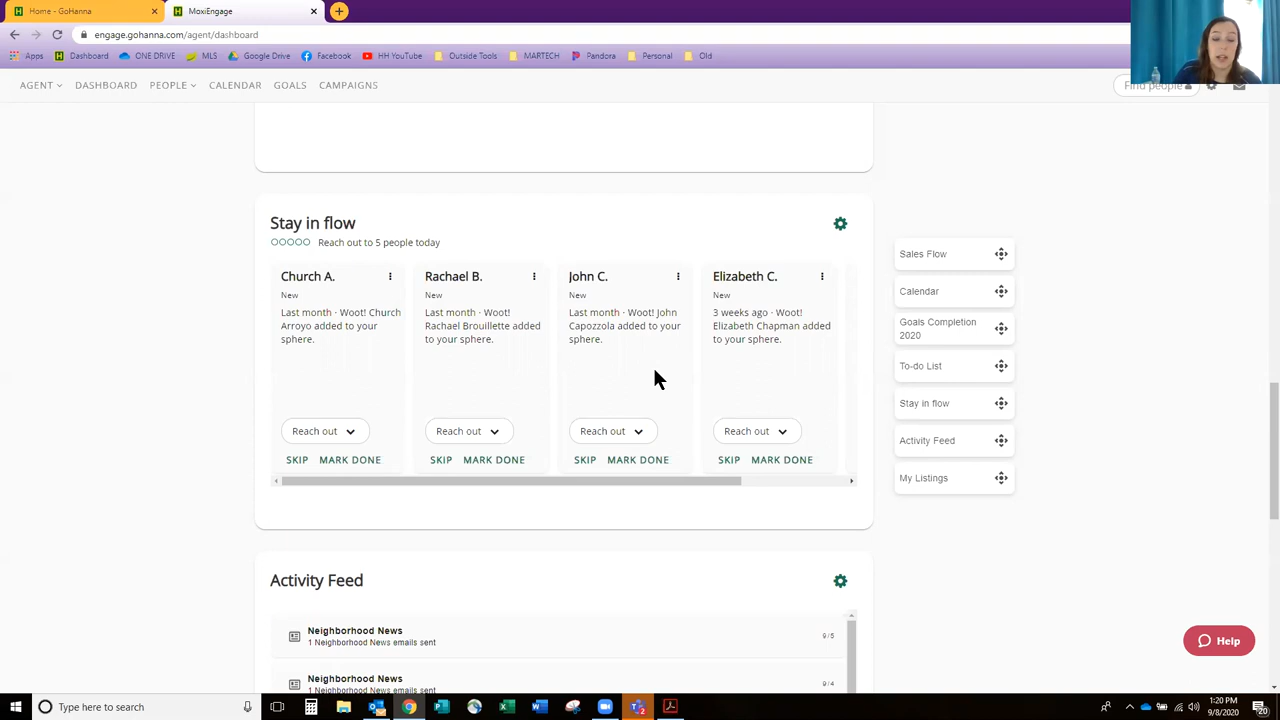 Home - GoHanna
MoxiEngage
engage.gohanna.com/agent/dashboard
Apps Dashboard ONE DRIVE MLS Google Drive Facebook HH YouTube Outside Tools MARTECH Pandora Personal Old
AGENT DASHBOARD PEOPLE CALENDAR GOALS CAMPAIGNS Find people
Stay in flow
Reach out to 5 people today
Church A.
New
Last month · Woot! Church
Arroyo added to your
sphere.
Reach out
SKIP MARK DONE
Rachael B.
New
Last month · Woot!
Rachael Brouillette added
to your sphere.
Reach out
SKIP MARK DONE
John C.
New
Last month · Woot! John
Capozzola added to your
sphere.
Reach out
SKIP MARK DONE
Elizabeth C.
New
3 weeks ago · Woot!
Elizabeth Chapman added
to your sphere.
Reach out
SKIP MARK DONE
Sales Flow
Calendar
Goals Completion
2020
To-do List
Stay in flow
Activity Feed
My Listings
Activity Feed
Neighborhood News
1 Neighborhood News emails sent
9/5
Neighborhood News
1 Neighborhood News emails sent
9/4
Help
Type here to search
1:20 PM
9/8/2020
20